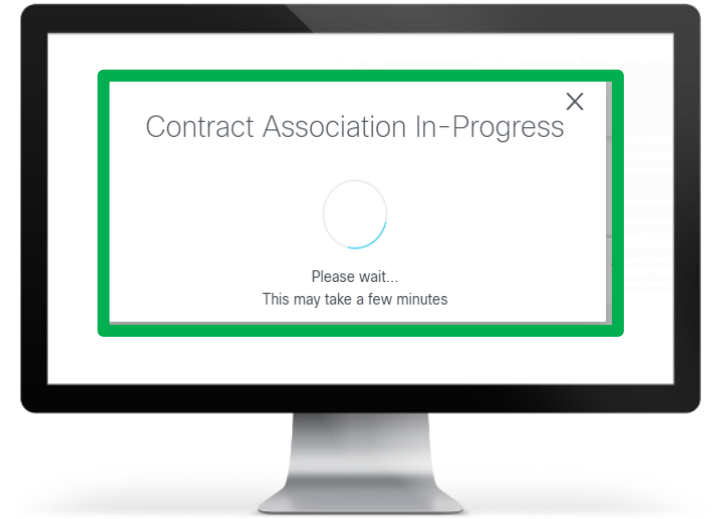 Contract Association In-Progress
Please wait...
This may take a few minutes